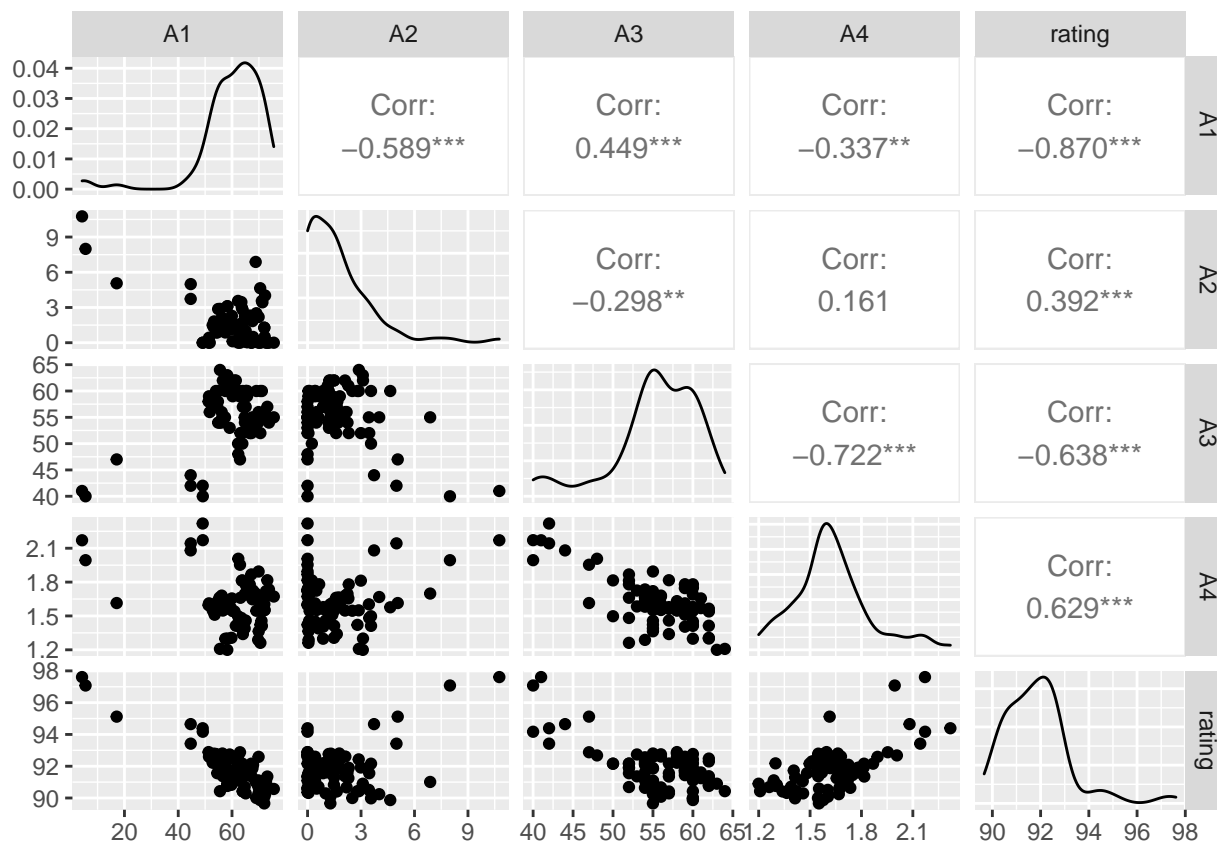 A1 A2 A3 A4 rating
0.04
0.03
0.02
0.01
0.00
Corr:
−0.589***
Corr:
0.449***
Corr:
−0.337**
Corr:
−0.870***
A1
9
6
3
0
Corr:
−0.298**
Corr:
0.161
Corr:
0.392***
A2
65
60
55
50
45
40
Corr:
−0.722***
Corr:
−0.638***
A3
2.1
1.8
1.5
1.2
Corr:
0.629***
A4
98
96
94
92
90
rating
20 40 60 0 3 6 9 40 45 50 55 60 65 1.2 1.5 1.8 2.1 90 92 94 96 98